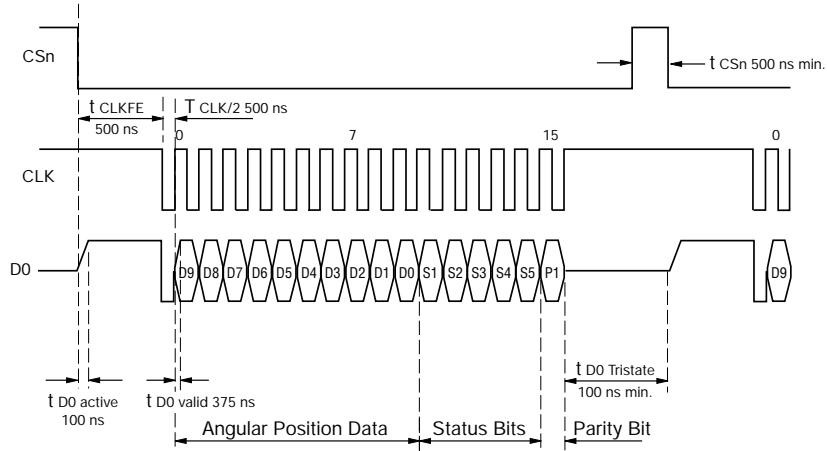 CSn
t CSn 500 ns min.
t CLKFE
500 ns
T CLK/2 500 ns
0 7 15 0
CLK
D0
D9 D8 D7 D6 D5 D4 D3 D2 D1 D0 S1 S2 S3 S4 S5 P1 D9
t D0 active
100 ns
t D0 valid 375 ns
t D0 Tristate
100 ns min.
Angular Position Data Status Bits Parity Bit